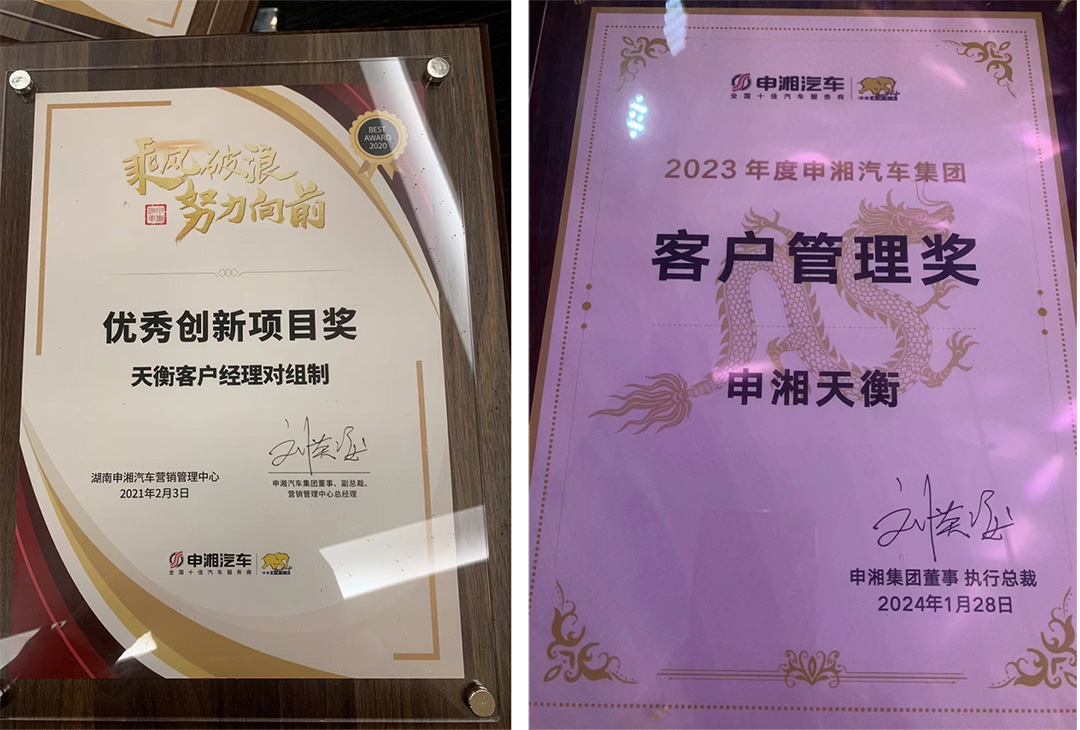 乘风破浪
努力向前
BEST
AWARD
2020
优秀创新项目奖
天衡客户经理对组制
湖南申湘汽车营销管理中心
2021年2月3日
申湘汽车集团董事、副总裁、
营销管理中心总经理
申湘汽车
全国十佳汽车服务商
申湘汽车
全国十佳汽车服务商
2023年度申湘汽车集团
客户管理奖
申湘天衡
申湘集团董事 执行总裁
2024年1月28日